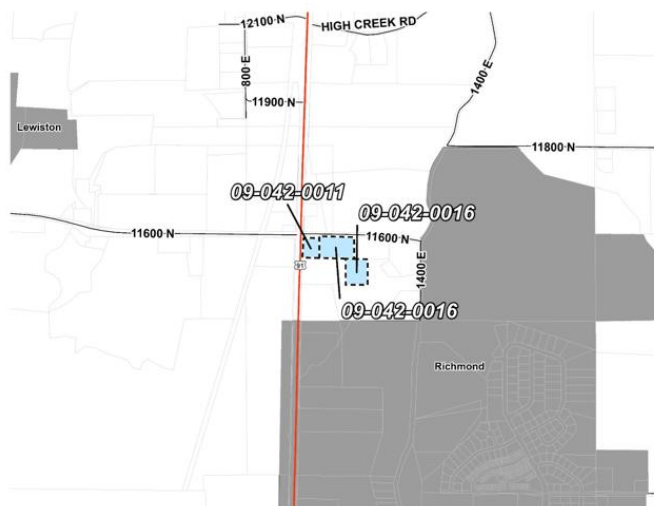 12100 N
HIGH CREEK RD
800 E
1400 E
11900 N
Lewiston
11800 N
09-042-0011
09-042-0016
11600 N
11600 N
1400 E
91
09-042-0016
Richmond